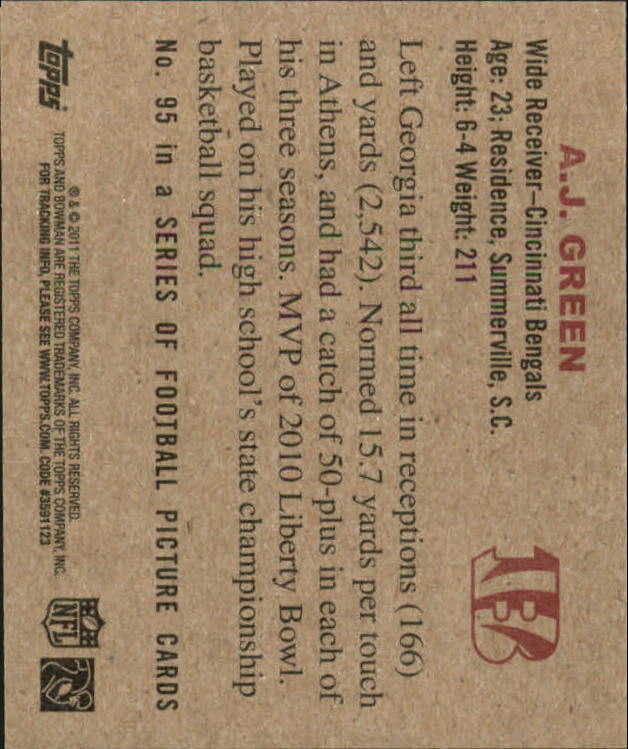 A.J. GREEN
Wide Receiver–Cincinnati Bengals
Age: 23; Residence, Summerville, S.C.
Height: 6-4 Weight: 211
Left Georgia third all time in receptions (166)
and yards (2,542). Normed 15.7 yards per touch
in Athens, and had a catch of 50-plus in each of
his three seasons. MVP of 2010 Liberty Bowl.
Played on his high school's state championship
basketball squad.
No. 95 in a SERIES OF FOOTBALL PICTURE CARDS
topps
® & © 2011 THE TOPPS COMPANY, INC. ALL RIGHTS RESERVED.
TOPPS AND BOWMAN ARE REGISTERED TRADEMARKS OF THE TOPPS COMPANY, INC.
FOR TRACKING INFO, PLEASE SEE WWW.TOPPS.COM. CODE #3591123
NFL